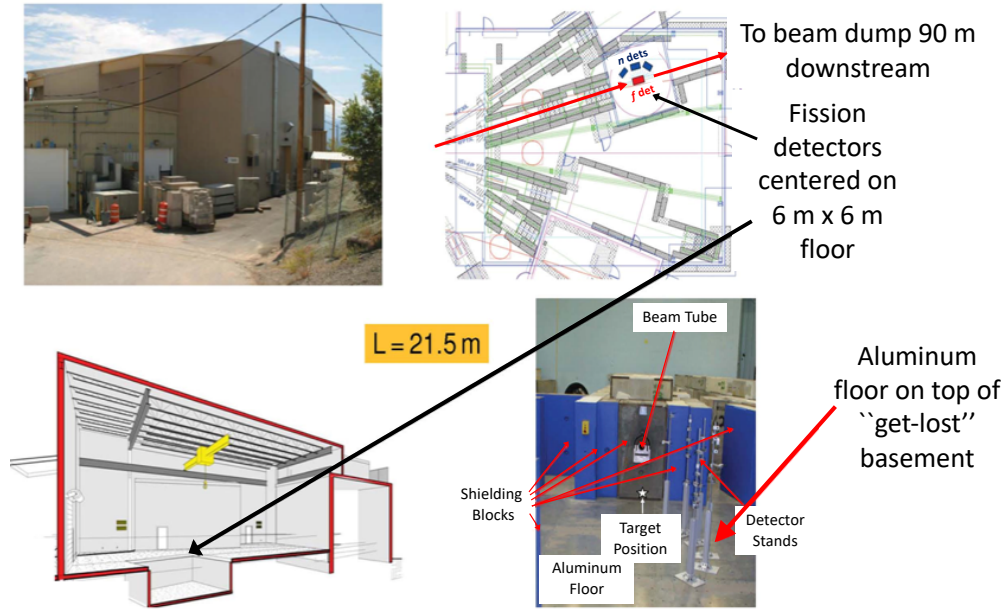 n dets
f det
To beam dump 90 m
downstream
Fission
detectors
centered on
6 m x 6 m
floor
L = 21.5 m
Beam Tube
Shielding
Blocks
Target
Position
Detector
Stands
Aluminum
Floor
Aluminum
floor on top of
``get-lost’’
basement